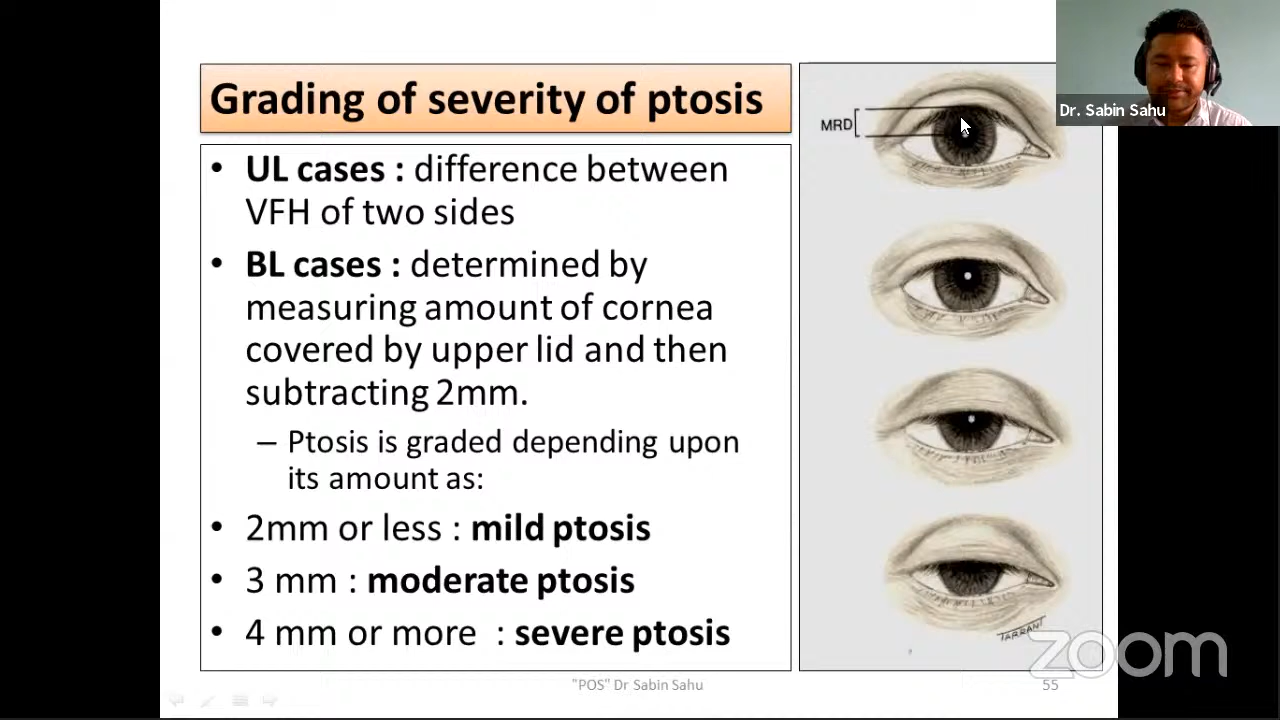 Grading of severity of ptosis
• UL cases : difference between
VFH of two sides
• BL cases : determined by
measuring amount of cornea
covered by upper lid and then
subtracting 2mm.
– Ptosis is graded depending upon
its amount as:
• 2mm or less : mild ptosis
• 3 mm : moderate ptosis
• 4 mm or more : severe ptosis
MRD
TARRANT
Dr. Sabin Sahu
zoom
"POS" Dr Sabin Sahu
55